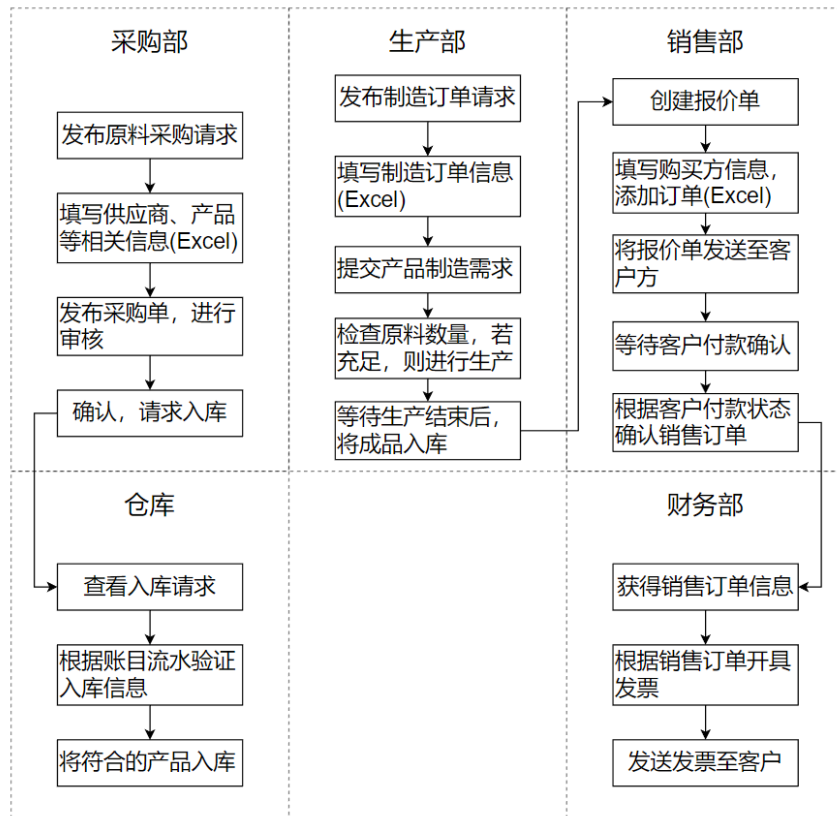 采购部
发布原料采购请求
填写供应商、产品
等相关信息(Excel)
发布采购单，进行
审核
确认，请求入库
生产部
发布制造订单请求
填写制造订单信息
(Excel)
提交产品制造需求
检查原料数量，若
充足，则进行生产
等待生产结束后，
将成品入库
销售部
创建报价单
填写购买方信息，
添加订单(Excel)
将报价单发送至客
户方
等待客户付款确认
根据客户付款状态
确认销售订单
仓库
查看入库请求
根据账目流水验证
入库信息
将符合的产品入库
财务部
获得销售订单信息
根据销售订单开具
发票
发送发票至客户